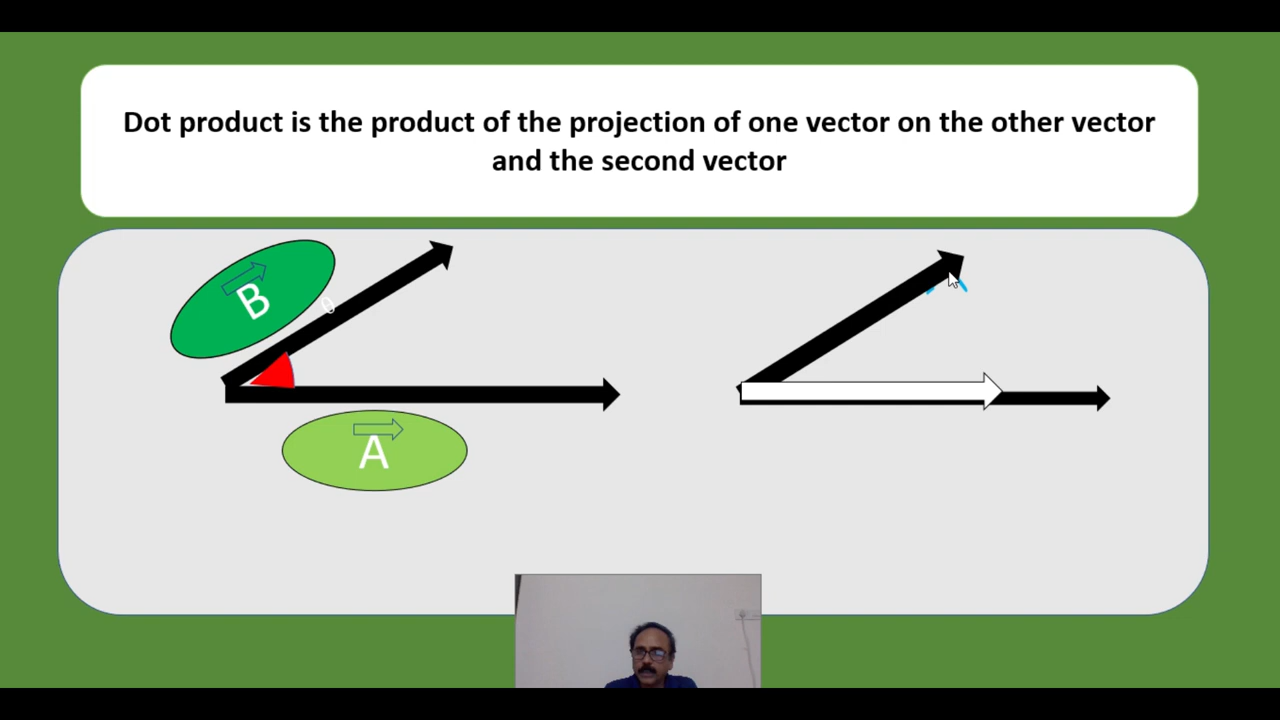 Dot product is the product of the projection of one vector on the other vector
and the second vector
B
θ
A